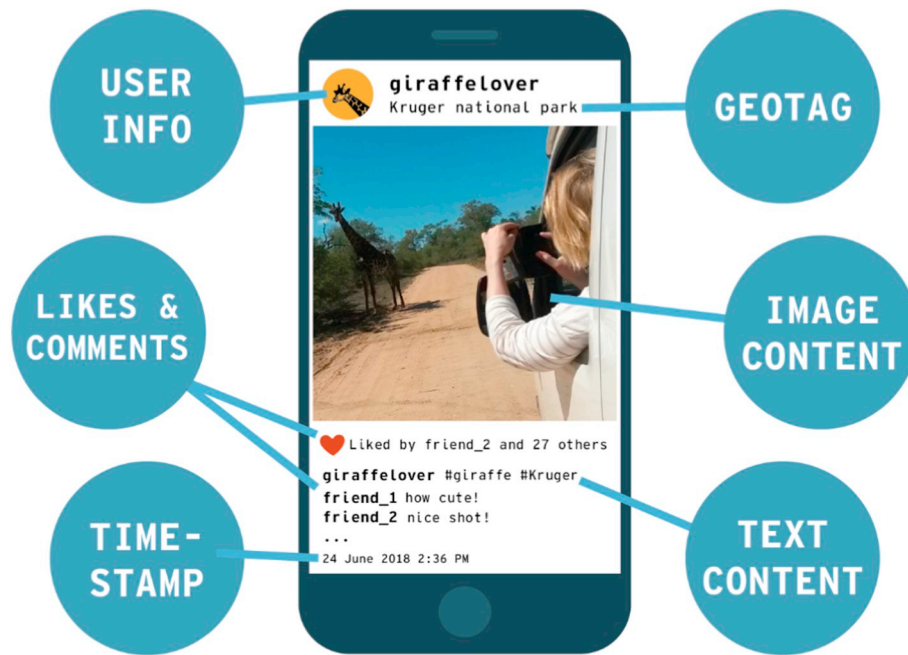 USER
INFO
giraffelover
Kruger national park
GEOTAG
LIKES &
COMMENTS
IMAGE
CONTENT
Liked by friend_2 and 27 others
giraffelover #giraffe #Kruger
friend_1 how cute!
friend_2 nice shot!
...
24 June 2018 2:36 PM
TIME-
STAMP
TEXT
CONTENT